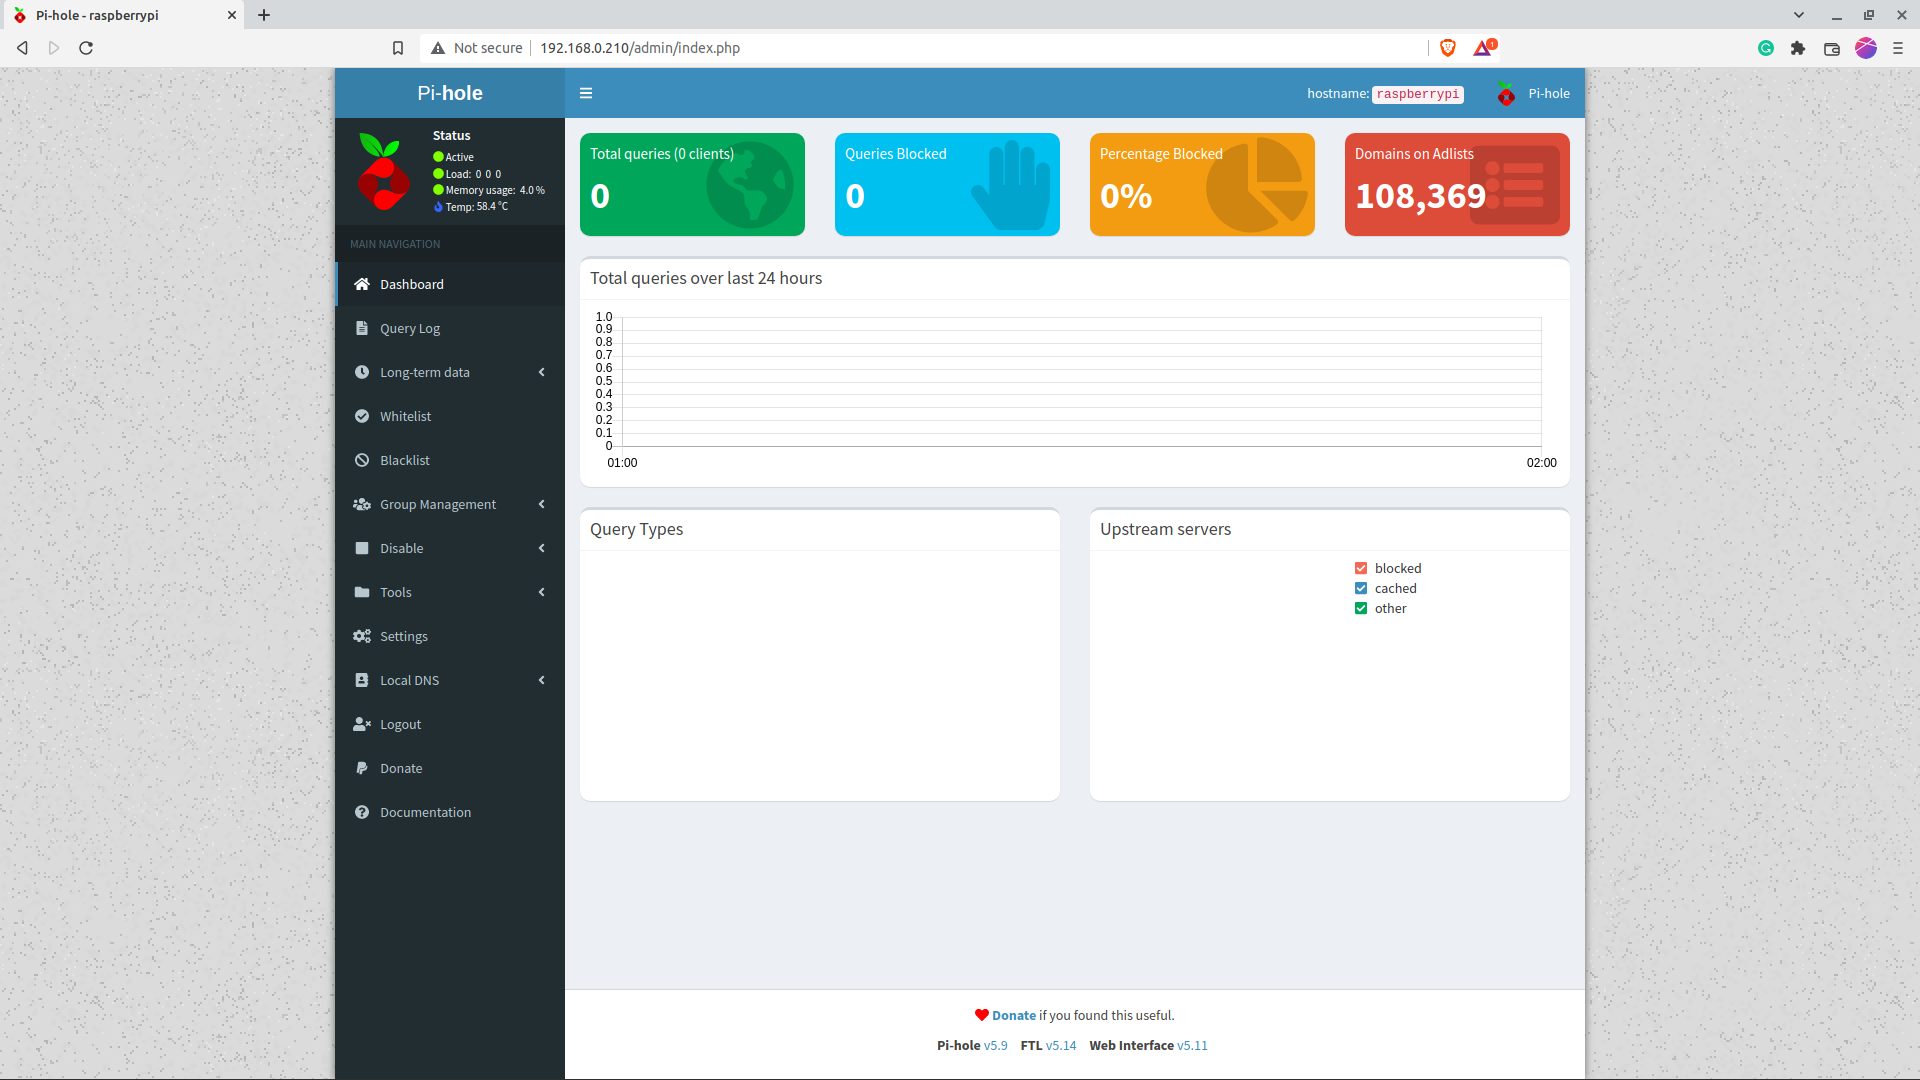 Pi-hole - raspberrypi
Not secure
192.168.0.210/admin/index.php
1
Pi-hole
hostname: raspberrypi
Pi-hole
Status
Active
Load: 0 0 0
Memory usage: 4.0 %
Temp: 58.4 °C
MAIN NAVIGATION
Dashboard
Query Log
Long-term data
Whitelist
Blacklist
Group Management
Disable
Tools
Settings
Local DNS
Logout
Donate
Documentation
Total queries (0 clients)
0
Queries Blocked
0
Percentage Blocked
0%
Domains on Adlists
108,369
Total queries over last 24 hours
1.0
0.9
0.8
0.7
0.6
0.5
0.4
0.3
0.2
0.1
0
01:00
02:00
Query Types
Upstream servers
blocked
cached
other
Donate if you found this useful.
Pi-hole v5.9 FTL v5.14 Web Interface v5.11